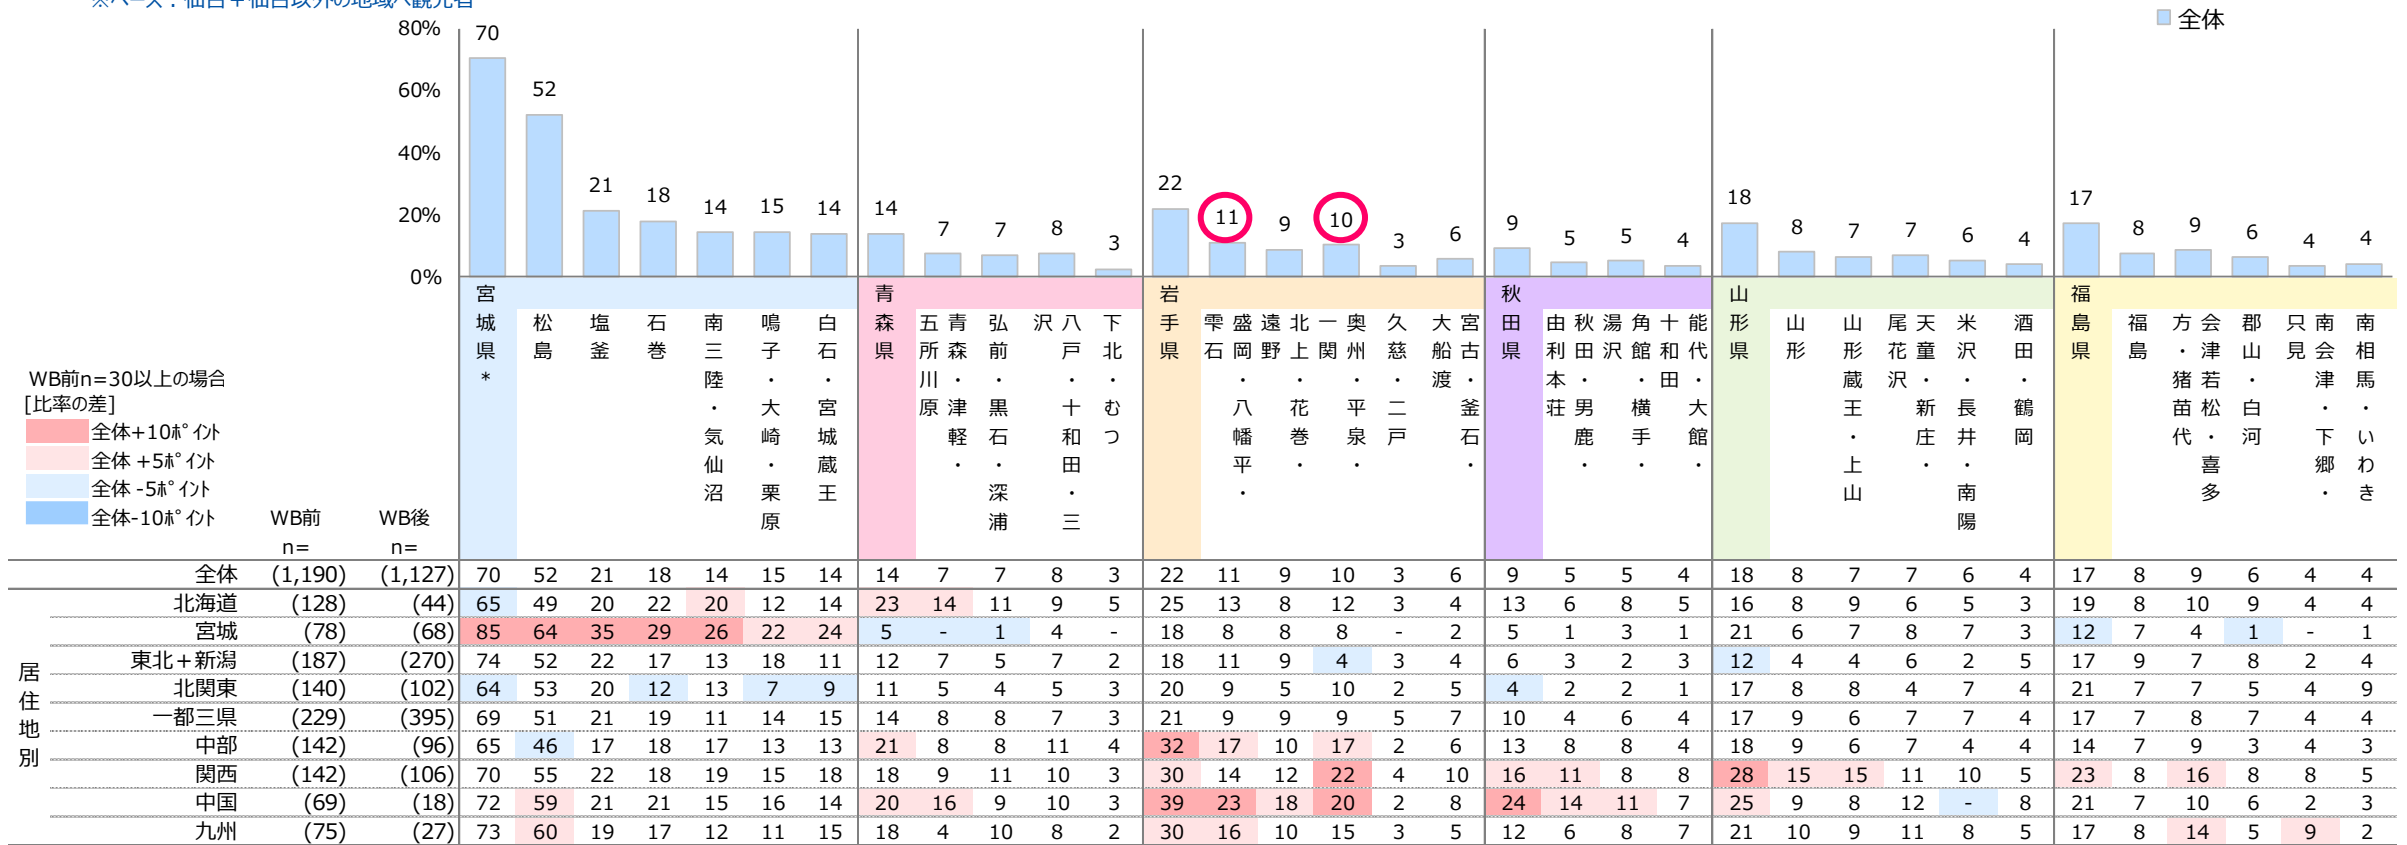 ※ベース：仙台＋仙台以外の地域へ観光者
全体
80%
60%
40%
20%
0%
70 52 21 18 14 15 14 14 7 7 8 3 22 11 9 10 3 6 9 5 5 4 18 8 7 7 6 4 17 8 9 6 4 4
宮城県*
松島
塩釜
石巻
南三陸・気仙沼
鳴子・大崎・栗原
白石・宮城蔵王
青森県
青森・津軽・
五所川原
弘前・黒石・深浦
八戸・十和田・三
沢
下北・むつ
岩手県
盛岡・八幡平・
雫石
北上・花巻・
遠野
奥州・平泉・
一関
久慈・二戸
宮古・釜石・
大船渡
秋田県
秋田・男鹿・
由利本荘
角館・横手・
湯沢
能代・大館・
十和田
山形県
山形
山形蔵王・上山
天童・新庄・
尾花沢
米沢・長井・南陽
酒田・鶴岡
福島県
福島
会津若松・喜多
方・猪苗代
郡山・白河
南会津・下郷・
只見
南相馬・いわき
WB前n=30以上の場合
[比率の差]
全体+10ﾎﾟｲﾝﾄ
全体 +5ﾎﾟｲﾝﾄ
全体 -5ﾎﾟｲﾝﾄ
全体-10ﾎﾟｲﾝﾄ
WB前 WB後
n= n=
全体 (1,190) (1,127) 70 52 21 18 14 15 14 14 7 7 8 3 22 11 9 10 3 6 9 5 5 4 18 8 7 7 6 4 17 8 9 6 4 4
居住地別
北海道 (128) (44) 65 49 20 22 20 12 14 23 14 11 9 5 25 13 8 12 3 4 13 6 8 5 16 8 9 6 5 3 19 8 10 9 4 4
宮城 (78) (68) 85 64 35 29 26 22 24 5 - 1 4 - 18 8 8 8 - 2 5 1 3 1 21 6 7 8 7 3 12 7 4 1 - 1
東北＋新潟 (187) (270) 74 52 22 17 13 18 11 12 7 5 7 2 18 11 9 4 3 4 6 3 2 3 12 4 4 6 2 5 17 9 7 8 2 4
北関東 (140) (102) 64 53 20 12 13 7 9 11 5 4 5 3 20 9 5 10 2 5 4 2 2 1 17 8 8 4 7 4 21 7 7 5 4 9
一都三県 (229) (395) 69 51 21 19 11 14 15 14 8 8 7 3 21 9 9 9 5 7 10 4 6 4 17 9 6 7 7 4 17 7 8 7 4 4
中部 (142) (96) 65 46 17 18 17 13 13 21 8 8 11 4 32 17 10 17 2 6 13 8 8 4 18 9 6 7 4 4 14 7 9 3 4 3
関西 (142) (106) 70 55 22 18 19 15 18 18 9 11 10 3 30 14 12 22 4 10 16 11 8 8 28 15 15 11 10 5 23 8 16 8 8 5
中国 (69) (18) 72 59 21 21 15 16 14 20 16 9 10 3 39 23 18 20 2 8 24 14 11 7 25 9 8 12 - 8 21 7 10 6 2 3
九州 (75) (27) 73 60 19 17 12 11 15 18 4 10 8 2 30 16 10 15 3 5 12 6 8 7 21 10 9 11 8 5 17 8 14 5 9 2